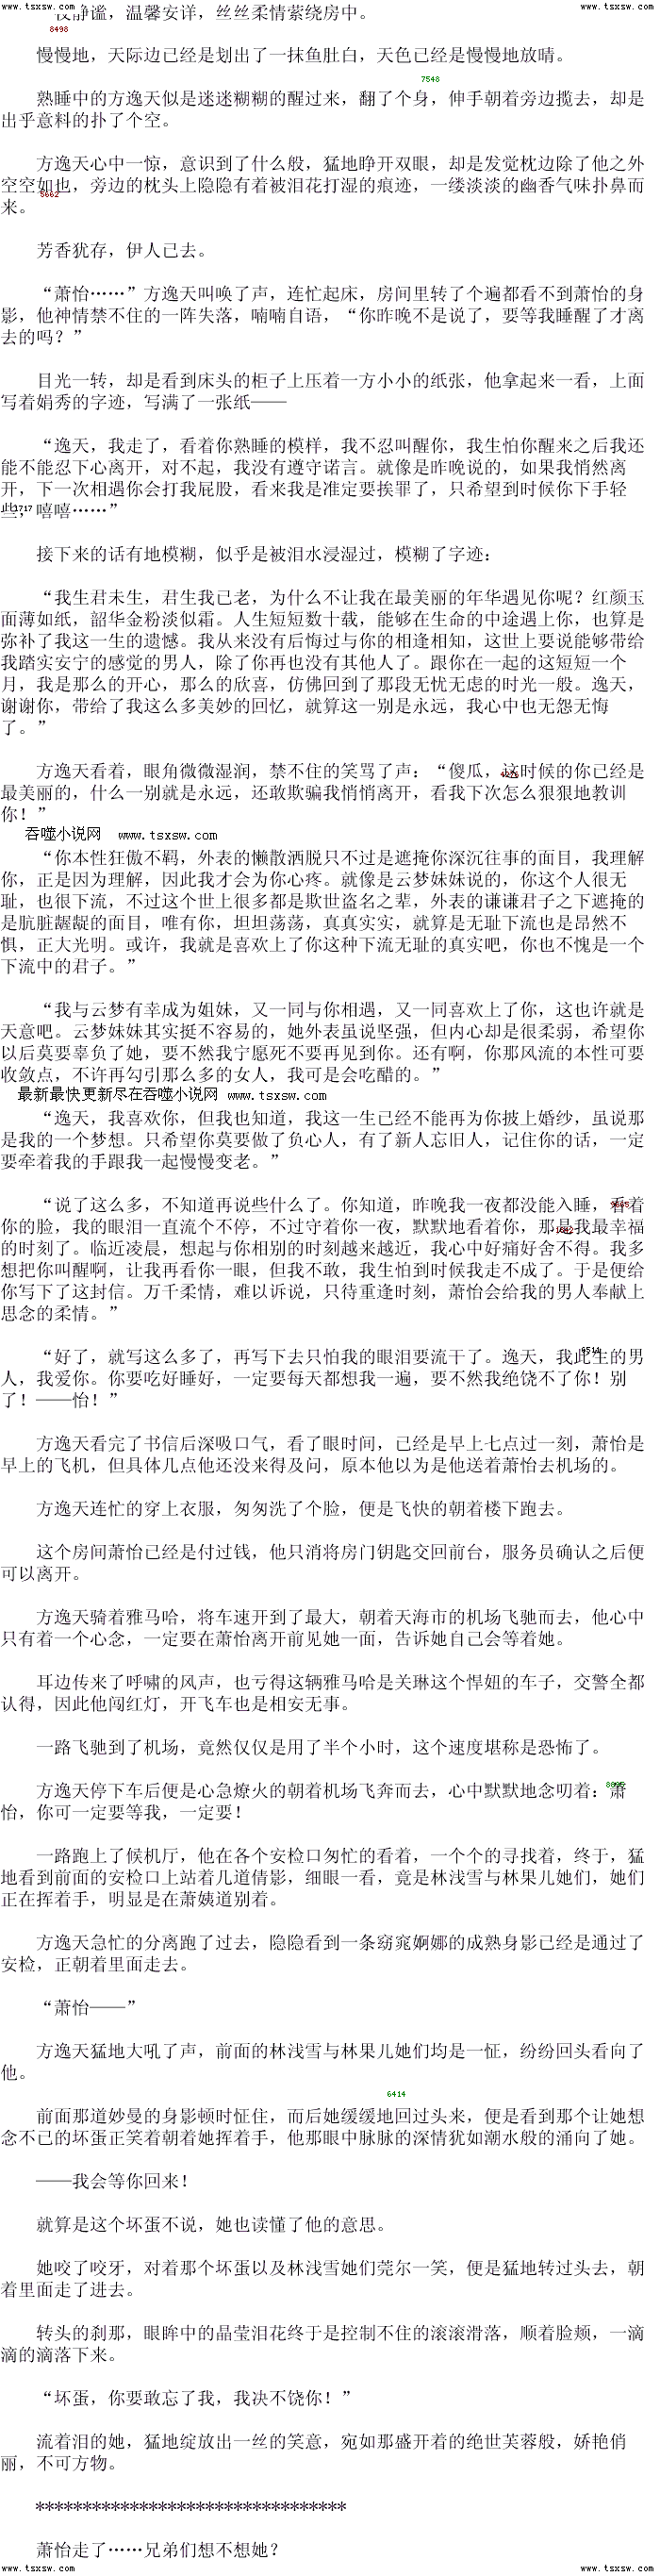 www.tsxsw.com www.tsxsw.com
夜静谧，温馨安详，丝丝柔情萦绕房中。
8498
慢慢地，天际边已经是划出了一抹鱼肚白，天色已经是慢慢地放晴。
7548
熟睡中的方逸天似是迷迷糊糊的醒过来，翻了个身，伸手朝着旁边揽去，却是
出乎意料的扑了个空。
方逸天心中一惊，意识到了什么般，猛地睁开双眼，却是发觉枕边除了他之外
空空如也，旁边的枕头上隐隐有着被泪花打湿的痕迹，一缕淡淡的幽香气味扑鼻而
5662
来。
芳香犹存，伊人已去。
“萧怡……”方逸天叫唤了声，连忙起床，房间里转了个遍都看不到萧怡的身
影，他神情禁不住的一阵失落，喃喃自语，“你昨晚不是说了，要等我睡醒了才离
去的吗？”
目光一转，却是看到床头的柜子上压着一方小小的纸张，他拿起来一看，上面
写着娟秀的字迹，写满了一张纸——
“逸天，我走了，看着你熟睡的模样，我不忍叫醒你，我生怕你醒来之后我还
能不能忍下心离开，对不起，我没有遵守诺言。就像是昨晚说的，如果我悄然离
开，下一次相遇你会打我屁股，看来我是准定要挨罪了，只希望到时候你下手轻
些，嘻嘻……”
1717
接下来的话有地模糊，似乎是被泪水浸湿过，模糊了字迹：
“我生君未生，君生我已老，为什么不让我在最美丽的年华遇见你呢？红颜玉
面薄如纸，韶华金粉淡似霜。人生短短数十载，能够在生命的中途遇上你，也算是
弥补了我这一生的遗憾。我从来没有后悔过与你的相逢相知，这世上要说能够带给
我踏实安宁的感觉的男人，除了你再也没有其他人了。跟你在一起的这短短一个
月，我是那么的开心，那么的欣喜，仿佛回到了那段无忧无虑的时光一般。逸天，
谢谢你，带给了我这么多美妙的回忆，就算这一别是永远，我心中也无怨无悔
了。”
方逸天看着，眼角微微湿润，禁不住的笑骂了声：“傻瓜，这时候的你已经是
最美丽的，什么一别就是永远，还敢欺骗我悄悄离开，看我下次怎么狠狠地教训
你！”
吞噬小说网 www.tsxsw.com
“你本性狂傲不羁，外表的懒散洒脱只不过是遮掩你深沉往事的面目，我理解
你，正是因为理解，因此我才会为你心疼。就像是云梦妹妹说的，你这个人很无
耻，也很下流，不过这个世上很多都是欺世盗名之辈，外表的谦谦君子之下遮掩的
是肮脏龌龊的面目，唯有你，坦坦荡荡，真真实实，就算是无耻下流也是昂然不
惧，正大光明。或许，我就是喜欢上了你这种下流无耻的真实吧，你也不愧是一个
下流中的君子。”
“我与云梦有幸成为姐妹，又一同与你相遇，又一同喜欢上了你，这也许就是
天意吧。云梦妹妹其实挺不容易的，她外表虽说坚强，但内心却是很柔弱，希望你
以后莫要辜负了她，要不然我宁愿死不要再见到你。还有啊，你那风流的本性可要
收敛点，不许再勾引那么多的女人，我可是会吃醋的。”
最新最快更新尽在吞噬小说网 www.tsxsw.com
“逸天，我喜欢你，但我也知道，我这一生已经不能再为你披上婚纱，虽说那
是我的一个梦想。只希望你莫要做了负心人，有了新人忘旧人，记住你的话，一定
要牵着我的手跟我一起慢慢变老。”
“说了这么多，不知道再说些什么了。你知道，昨晚我一夜都没能入睡，看着
你的脸，我的眼泪一直流个不停，不过守着你一夜，默默地看着你，那是我最幸福
的时刻了。临近凌晨，想起与你相别的时刻越来越近，我心中好痛好舍不得。我多
想把你叫醒啊，让我再看你一眼，但我不敢，我生怕到时候我走不成了。于是便给
你写下了这封信。万千柔情，难以诉说，只待重逢时刻，萧怡会给我的男人奉献上
思念的柔情。”
“好了，就写这么多了，再写下去只怕我的眼泪要流干了。逸天，我此生的男
人，我爱你。你要吃好睡好，一定要每天都想我一遍，要不然我绝饶不了你！别
了！——怡！”
方逸天看完了书信后深吸口气，看了眼时间，已经是早上七点过一刻，萧怡是
早上的飞机，但具体几点他还没来得及问，原本他以为是他送着萧怡去机场的。
方逸天连忙的穿上衣服，匆匆洗了个脸，便是飞快的朝着楼下跑去。
这个房间萧怡已经是付过钱，他只消将房门钥匙交回前台，服务员确认之后便
可以离开。
方逸天骑着雅马哈，将车速开到了最大，朝着天海市的机场飞驰而去，他心中
只有着一个心念，一定要在萧怡离开前见她一面，告诉她自己会等着她。
耳边传来了呼啸的风声，也亏得这辆雅马哈是关琳这个悍妞的车子，交警全都
认得，因此他闯红灯，开飞车也是相安无事。
一路飞驰到了机场，竟然仅仅是用了半个小时，这个速度堪称是恐怖了。
方逸天停下车后便是心急燎火的朝着机场飞奔而去，心中默默地念叨着：萧
怡，你可一定要等我，一定要！
一路跑上了候机厅，他在各个安检口匆忙的看着，一个个的寻找着，终于，猛
地看到前面的安检口上站着几道倩影，细眼一看，竟是林浅雪与林果儿她们，她们
正在挥着手，明显是在萧姨道别着。
方逸天急忙的分离跑了过去，隐隐看到一条窈窕婀娜的成熟身影已经是通过了
安检，正朝着里面走去。
“萧怡——”
方逸天猛地大吼了声，前面的林浅雪与林果儿她们均是一怔，纷纷回头看向了
他。
6414
前面那道妙曼的身影顿时怔住，而后她缓缓地回过头来，便是看到那个让她想
念不已的坏蛋正笑着朝着她挥着手，他那眼中脉脉的深情犹如潮水般的涌向了她。
——我会等你回来！
就算是这个坏蛋不说，她也读懂了他的意思。
她咬了咬牙，对着那个坏蛋以及林浅雪她们莞尔一笑，便是猛地转过头去，朝
着里面走了进去。
转头的刹那，眼眸中的晶莹泪花终于是控制不住的滚滚滑落，顺着脸颊，一滴
滴的滴落下来。
“坏蛋，你要敢忘了我，我决不饶你！”
流着泪的她，猛地绽放出一丝的笑意，宛如那盛开着的绝世芙蓉般，娇艳俏
丽，不可方物。
*********************************
萧怡走了……兄弟们想不想她？
www.tsxsw.com www.tsxsw.com